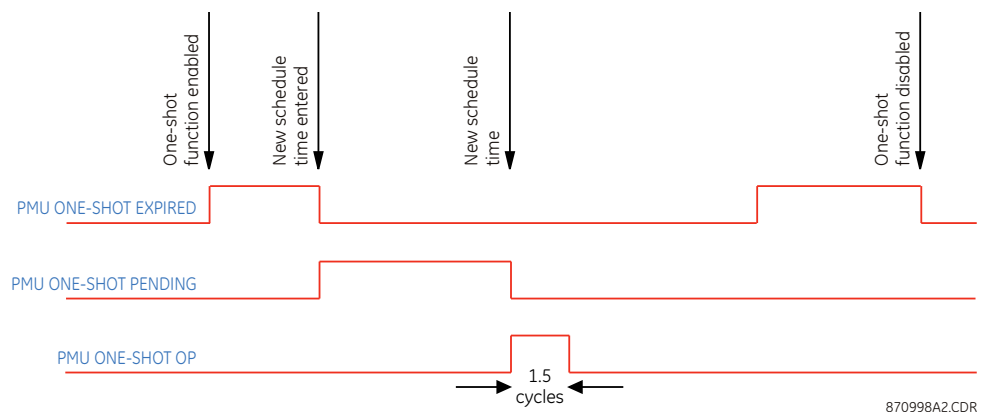 One-shot
function enabled
New schedule
time entered
New schedule
time
One-shot
function disabled
PMU ONE-SHOT EXPIRED
PMU ONE-SHOT PENDING
PMU ONE-SHOT OP
1.5
cycles
870998A2.CDR